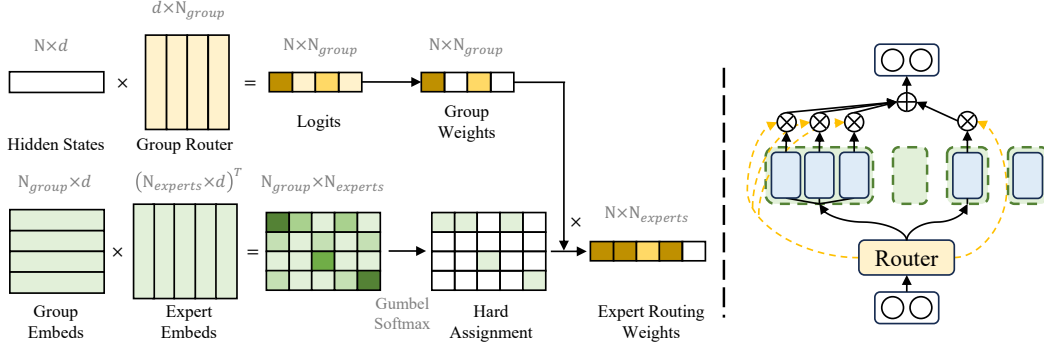 d×N_group
N×d
N×N_group
N×N_group
×
=
Logits
Group
Weights
Hidden States
Group Router
N_group×d
(N_experts×d)^T
N_group×N_experts
×
N×N_experts
×
=
Gumbel
Softmax
Group
Embeds
Expert
Embeds
Hard
Assignment
Expert Routing
Weights
Router